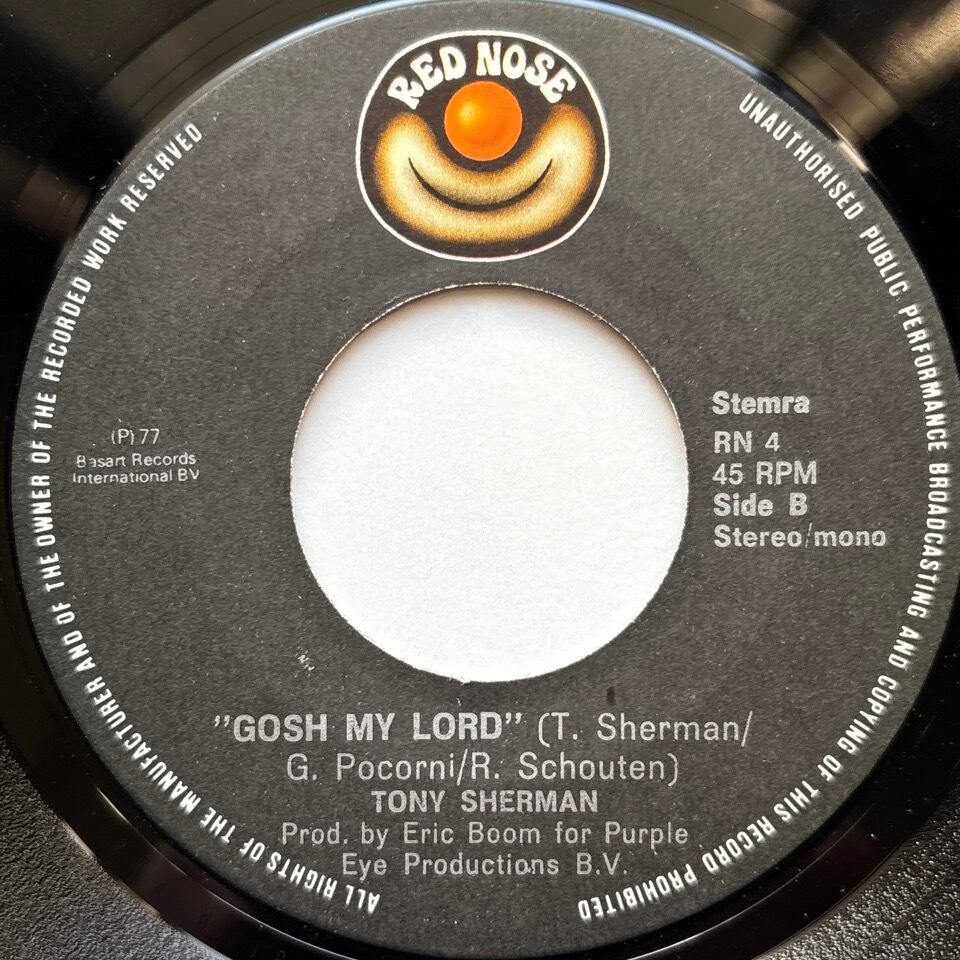 RED NOSE
ALL RIGHTS OF THE MANUFACTURER AND OF THE OWNER OF THE RECORDED WORK RESERVED
UNAUTHORISED PUBLIC PERFORMANCE BROADCASTING AND COPYING OF THIS RECORD PROHIBITED
(P) 77
Basart Records
International BV
Stemra
RN 4
45 RPM
Side B
Stereo/mono
"GOSH MY LORD" (T. Sherman/
G. Pocorni/R. Schouten)
TONY SHERMAN
Prod. by Eric Boom for Purple
Eye Productions B.V.